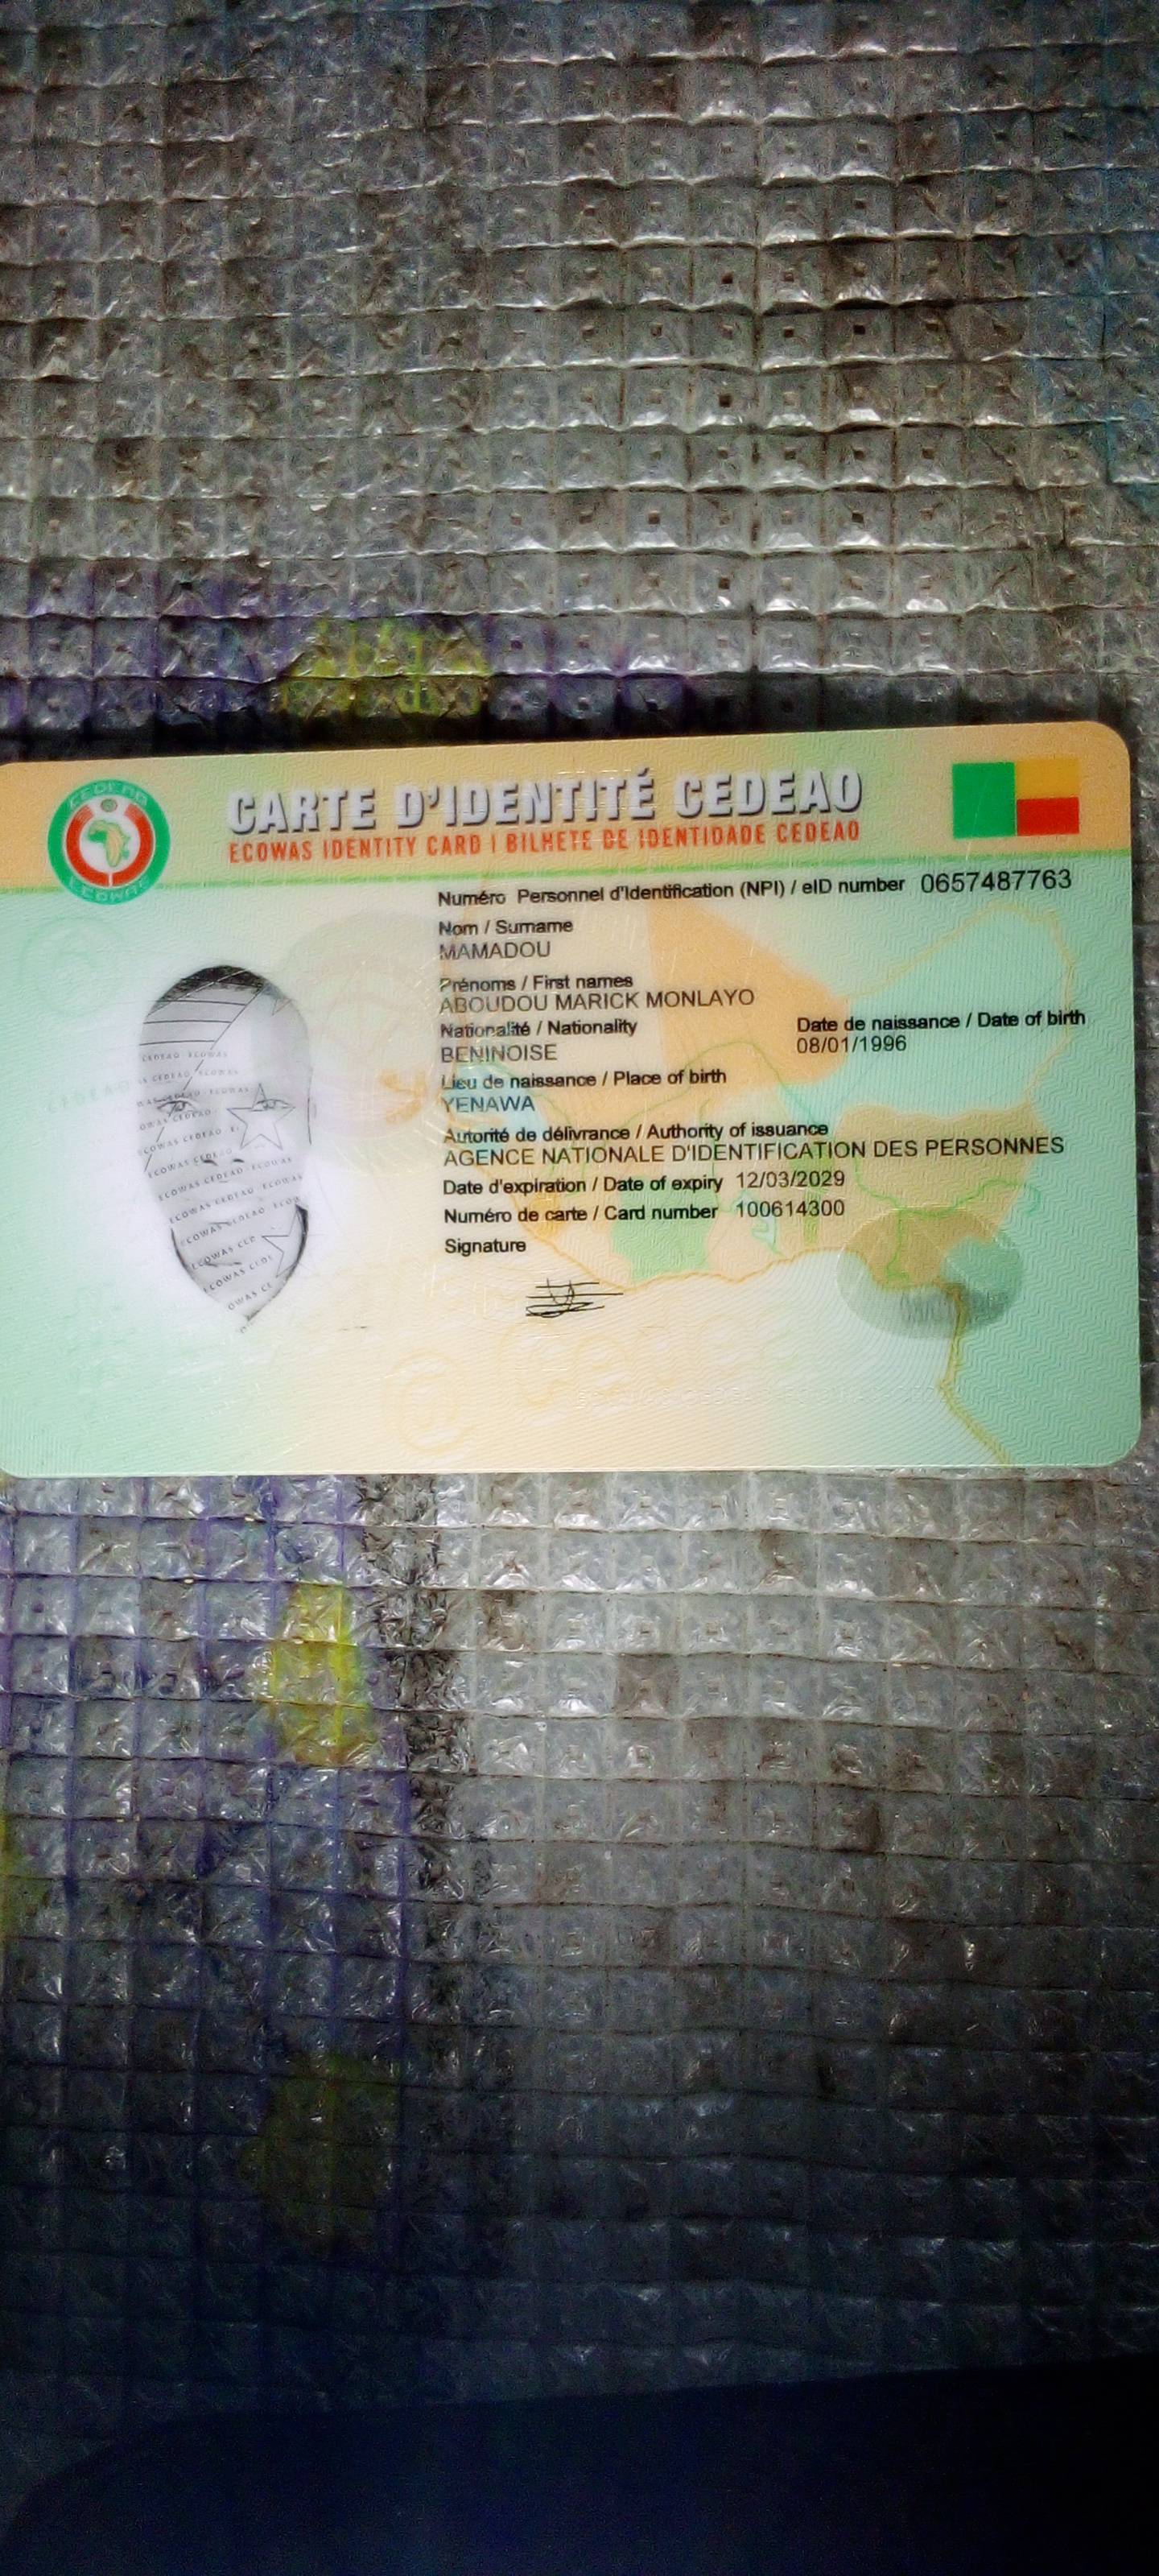 CEDEAO
ECOWAS
CARTE D'IDENTITÉ CEDEAO
ECOWAS IDENTITY CARD | BILHETE DE IDENTIDADE CEDEAO
Numéro Personnel d'Identification (NPI) / eID number 0657487763
Nom / Surname
MAMADOU
Prénoms / First names
ABOUDOU MARICK MONLAYO
Nationalité / Nationality
BENINOISE
Date de naissance / Date of birth
08/01/1996
Lieu de naissance / Place of birth
YENAWA
Autorité de délivrance / Authority of issuance
AGENCE NATIONALE D'IDENTIFICATION DES PERSONNES
Date d'expiration / Date of expiry 12/03/2029
Numéro de carte / Card number 100614300
Signature